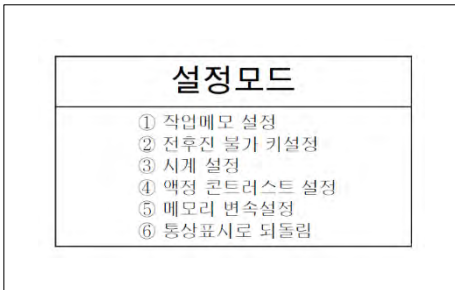 설정모드
① 작업메모 설정
② 전후진 불가 키설정
③ 시계 설정
④ 액정 콘트러스트 설정
⑤ 메모리 변속설정
⑥ 통상표시로 되돌림